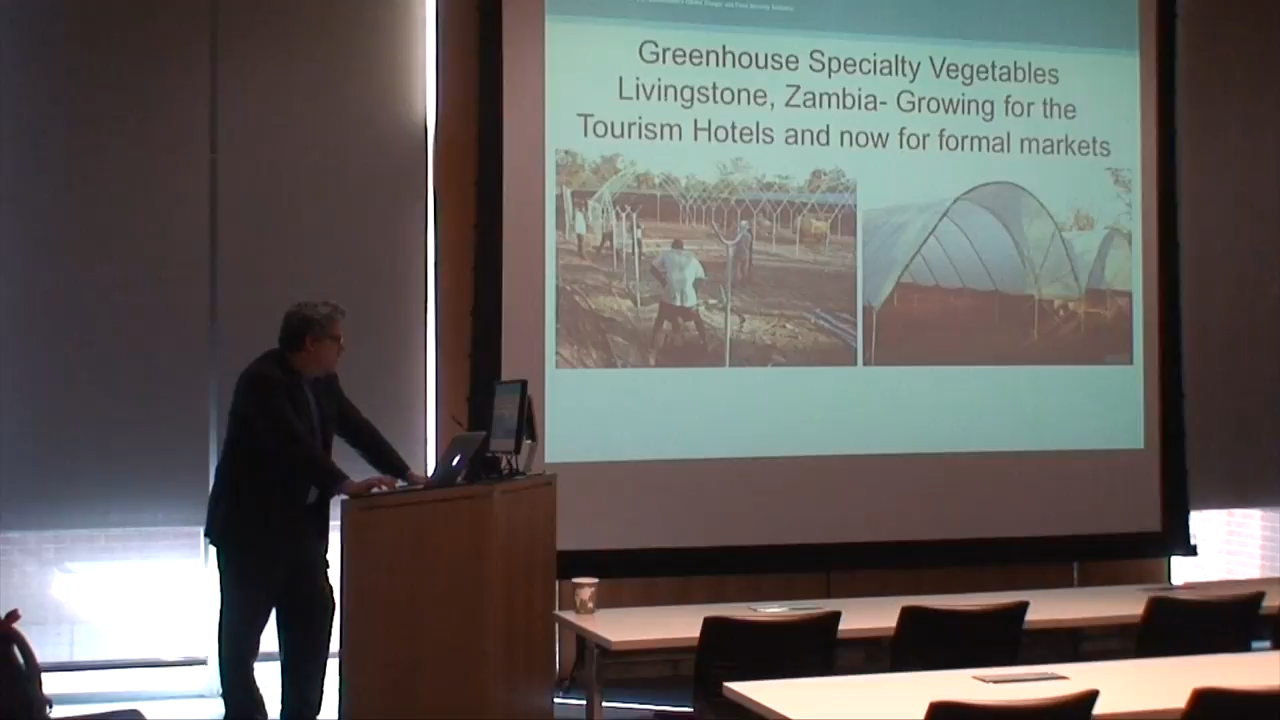 Greenhouse Specialty Vegetables
Livingstone, Zambia- Growing for the
Tourism Hotels and now for formal markets